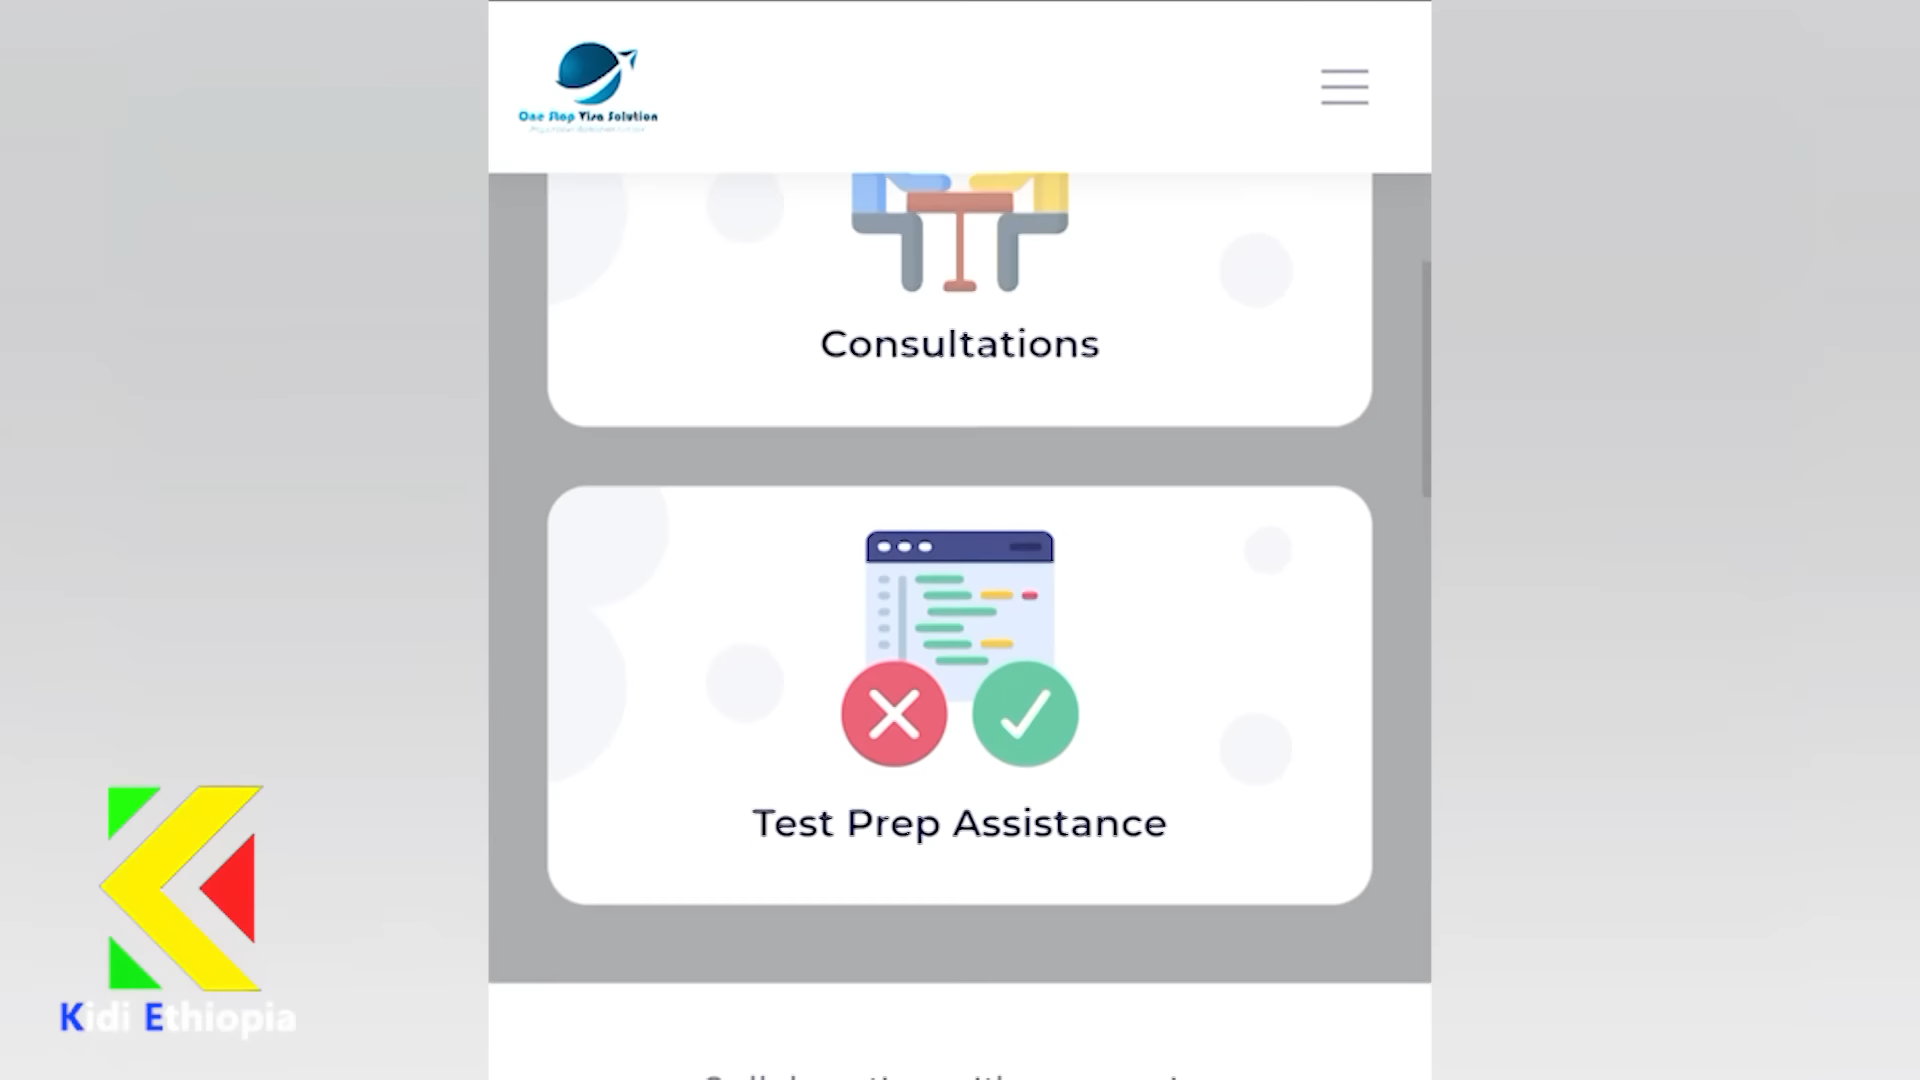 One Stop Visa Solution
Consultations
Test Prep Assistance
Kidi Ethiopia